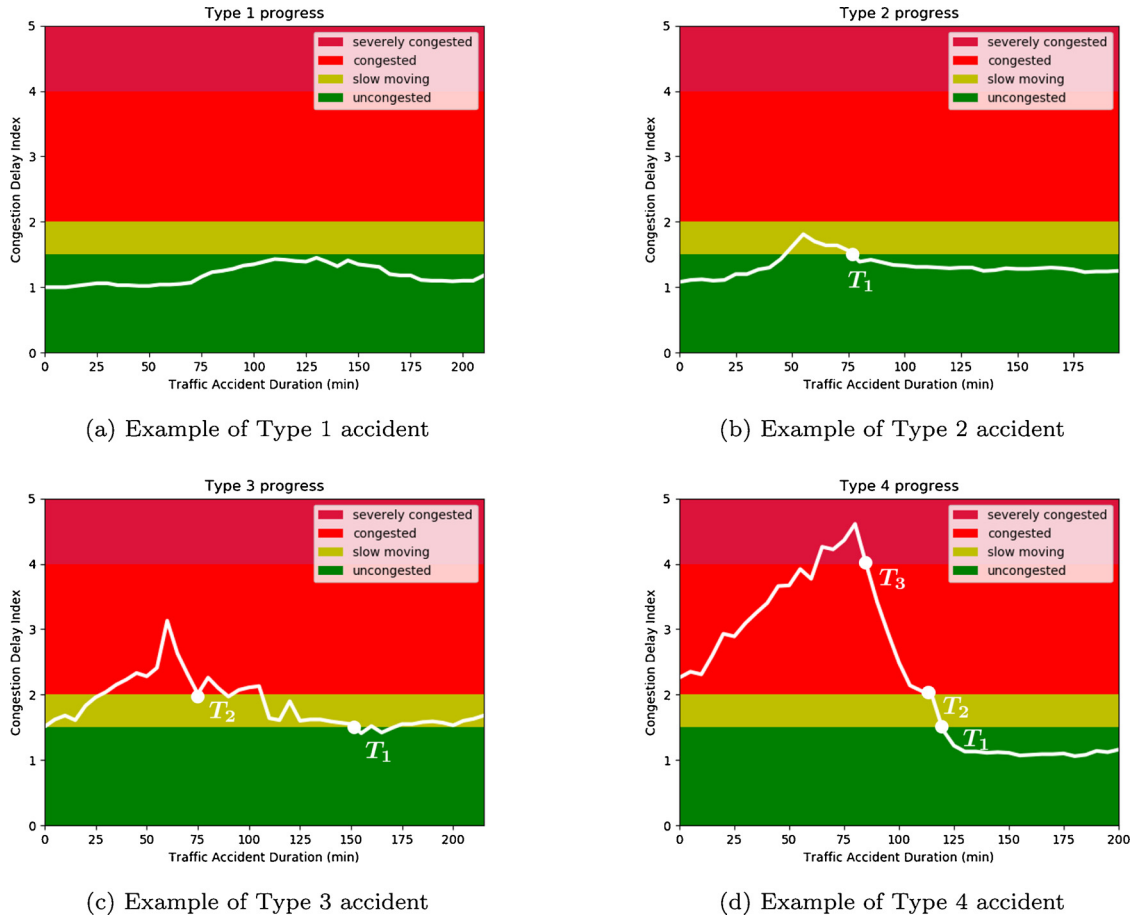 Type 1 progress
5
4
3
2
1
0
Congestion Delay Index
severely congested
congested
slow moving
uncongested
0 25 50 75 100 125 150 175 200
Traffic Accident Duration (min)
(a) Example of Type 1 accident
Type 2 progress
5
4
3
2
1
0
Congestion Delay Index
severely congested
congested
slow moving
uncongested
T₁
0 25 50 75 100 125 150 175
Traffic Accident Duration (min)
(b) Example of Type 2 accident
Type 3 progress
5
4
3
2
1
0
Congestion Delay Index
severely congested
congested
slow moving
uncongested
T₂
T₁
0 25 50 75 100 125 150 175 200
Traffic Accident Duration (min)
(c) Example of Type 3 accident
Type 4 progress
5
4
3
2
1
0
Congestion Delay Index
severely congested
congested
slow moving
uncongested
T₃
T₂
T₁
0 25 50 75 100 125 150 175 200
Traffic Accident Duration (min)
(d) Example of Type 4 accident